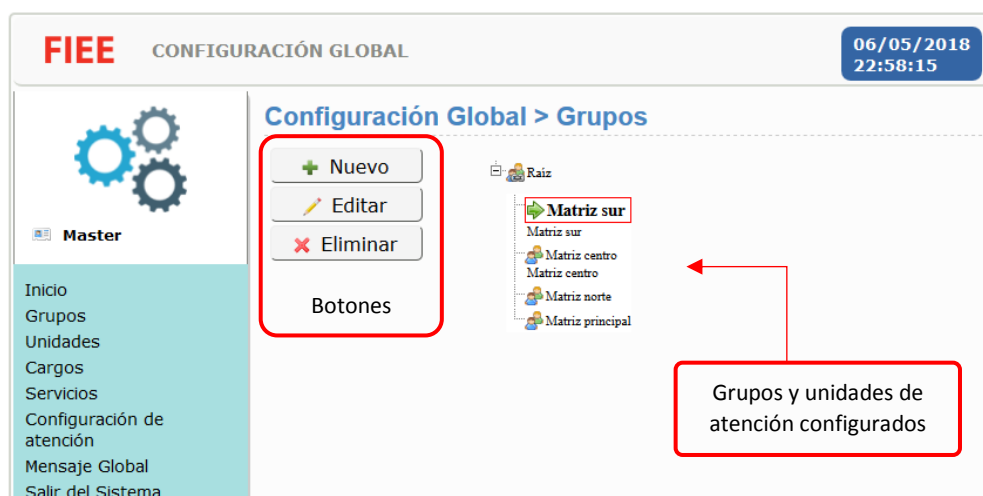 FIEE CONFIGURACIÓN GLOBAL
06/05/2018
22:58:15
Configuración Global > Grupos
Master
Inicio
Grupos
Unidades
Cargos
Servicios
Configuración de
atención
Mensaje Global
Salir del Sistema
Nuevo
Editar
Eliminar
Botones
Raiz
Matriz sur
Matriz sur
Matriz centro
Matriz centro
Matriz norte
Matriz principal
Grupos y unidades de
atención configurados